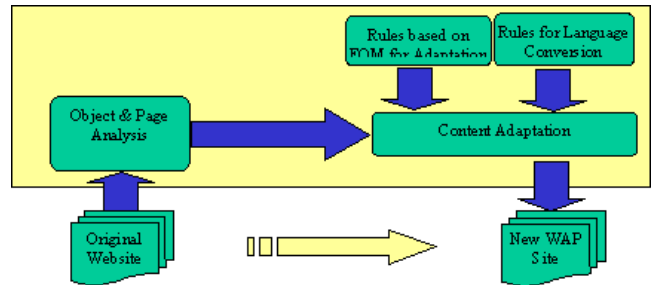 Rules based on
FOM for Adaptation
Rules for Language
Conversion
Object & Page
Analysis
Content Adaptation
Original
Website
New WAP
Site